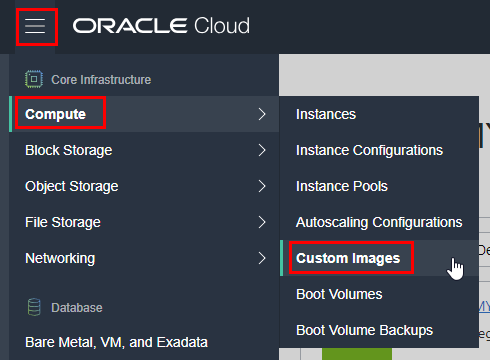 ORACLE Cloud
Core Infrastructure
Compute
Block Storage
Object Storage
File Storage
Networking
Database
Bare Metal, VM, and Exadata
Instances
Instance Configurations
Instance Pools
Autoscaling Configurations
Custom Images
Boot Volumes
Boot Volume Backups